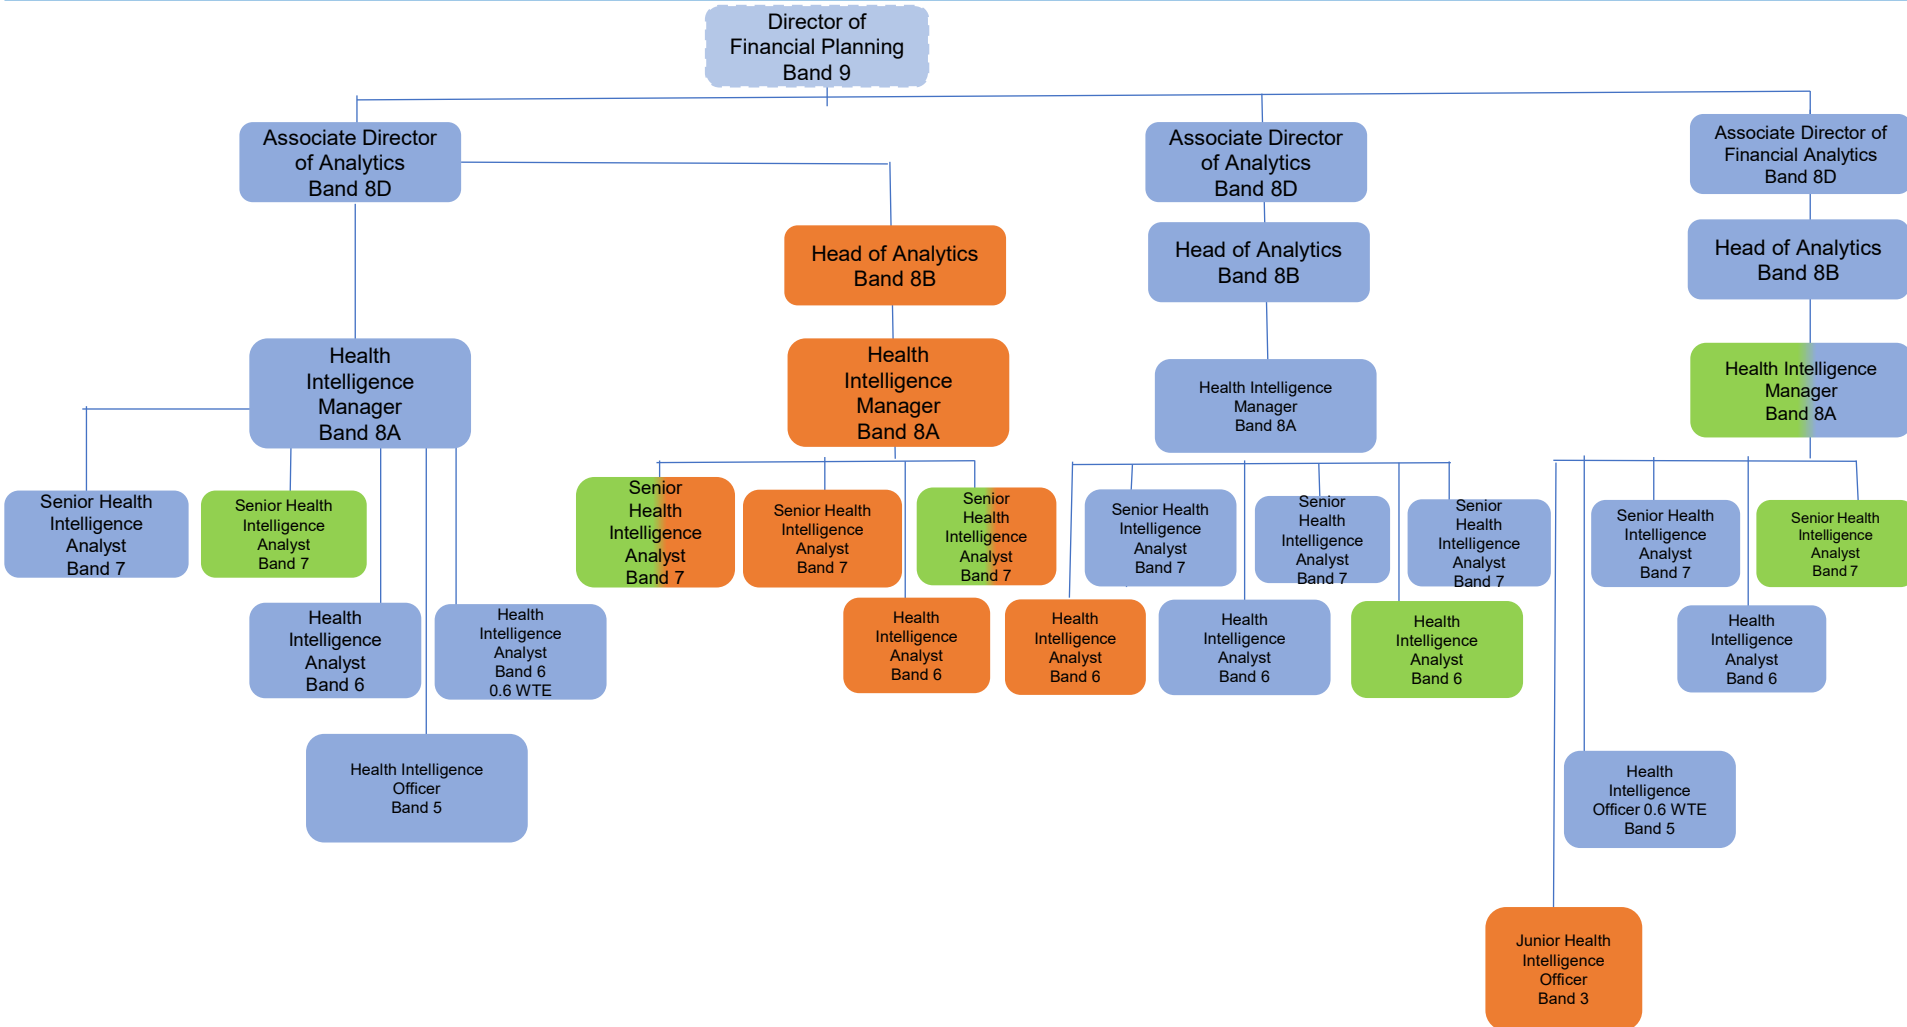 Director of
Financial Planning
Band 9
Associate Director
of Analytics
Band 8D
Associate Director
of Analytics
Band 8D
Associate Director of
Financial Analytics
Band 8D
Head of Analytics
Band 8B
Head of Analytics
Band 8B
Head of Analytics
Band 8B
Health
Intelligence
Manager
Band 8A
Health
Intelligence
Manager
Band 8A
Health Intelligence
Manager
Band 8A
Health Intelligence
Manager
Band 8A
Senior Health
Intelligence
Analyst
Band 7
Senior Health
Intelligence
Analyst
Band 7
Senior
Health
Intelligence
Analyst
Band 7
Senior Health
Intelligence
Analyst
Band 7
Senior
Health
Intelligence
Analyst
Band 7
Senior Health
Intelligence
Analyst
Band 7
Senior
Health
Intelligence
Analyst
Band 7
Senior
Health
Intelligence
Analyst
Band 7
Senior Health
Intelligence
Analyst
Band 7
Senior Health
Intelligence
Analyst
Band 7
Health
Intelligence
Analyst
Band 6
Health
Intelligence
Analyst
Band 6
0.6 WTE
Health
Intelligence
Analyst
Band 6
Health
Intelligence
Analyst
Band 6
Health
Intelligence
Analyst
Band 6
Health
Intelligence
Analyst
Band 6
Health
Intelligence
Analyst
Band 6
Health Intelligence
Officer
Band 5
Health
Intelligence
Officer 0.6 WTE
Band 5
Junior Health
Intelligence
Officer
Band 3